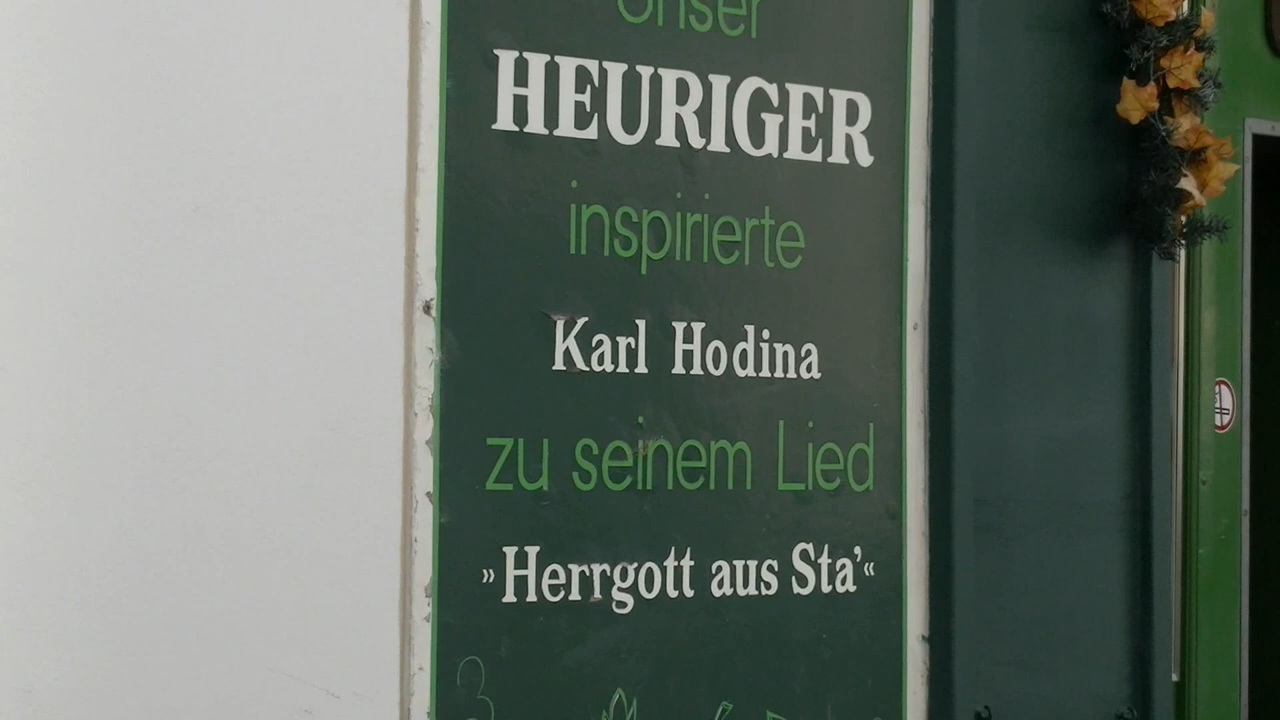 Unser
HEURIGER
inspirierte
Karl Hodina
zu seinem Lied
»Herrgott aus Sta'«